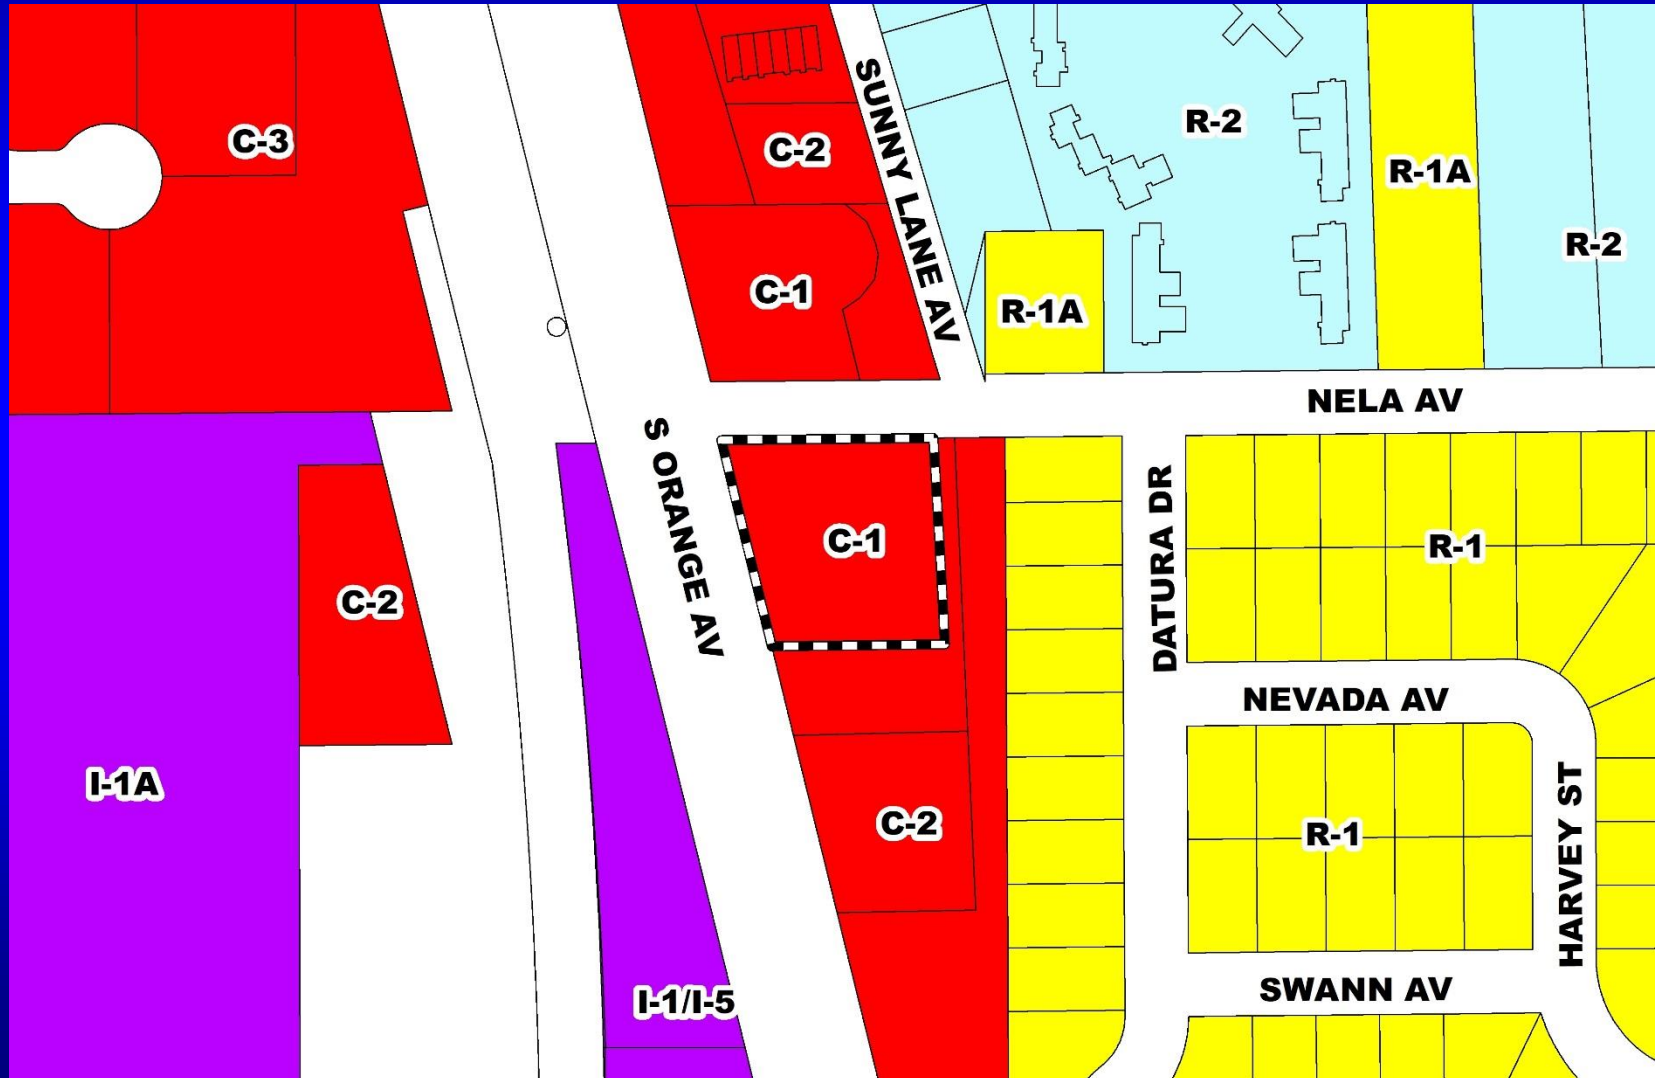 SUNNY LANE AV
R-2
C-3
C-2
R-1A
R-2
C-1
R-1A
NELA AV
S ORANGE AV
C-1
DATURA DR
R-1
C-2
NEVADA AV
I-1A
C-2
R-1
HARVEY ST
I-1/I-5
SWANN AV